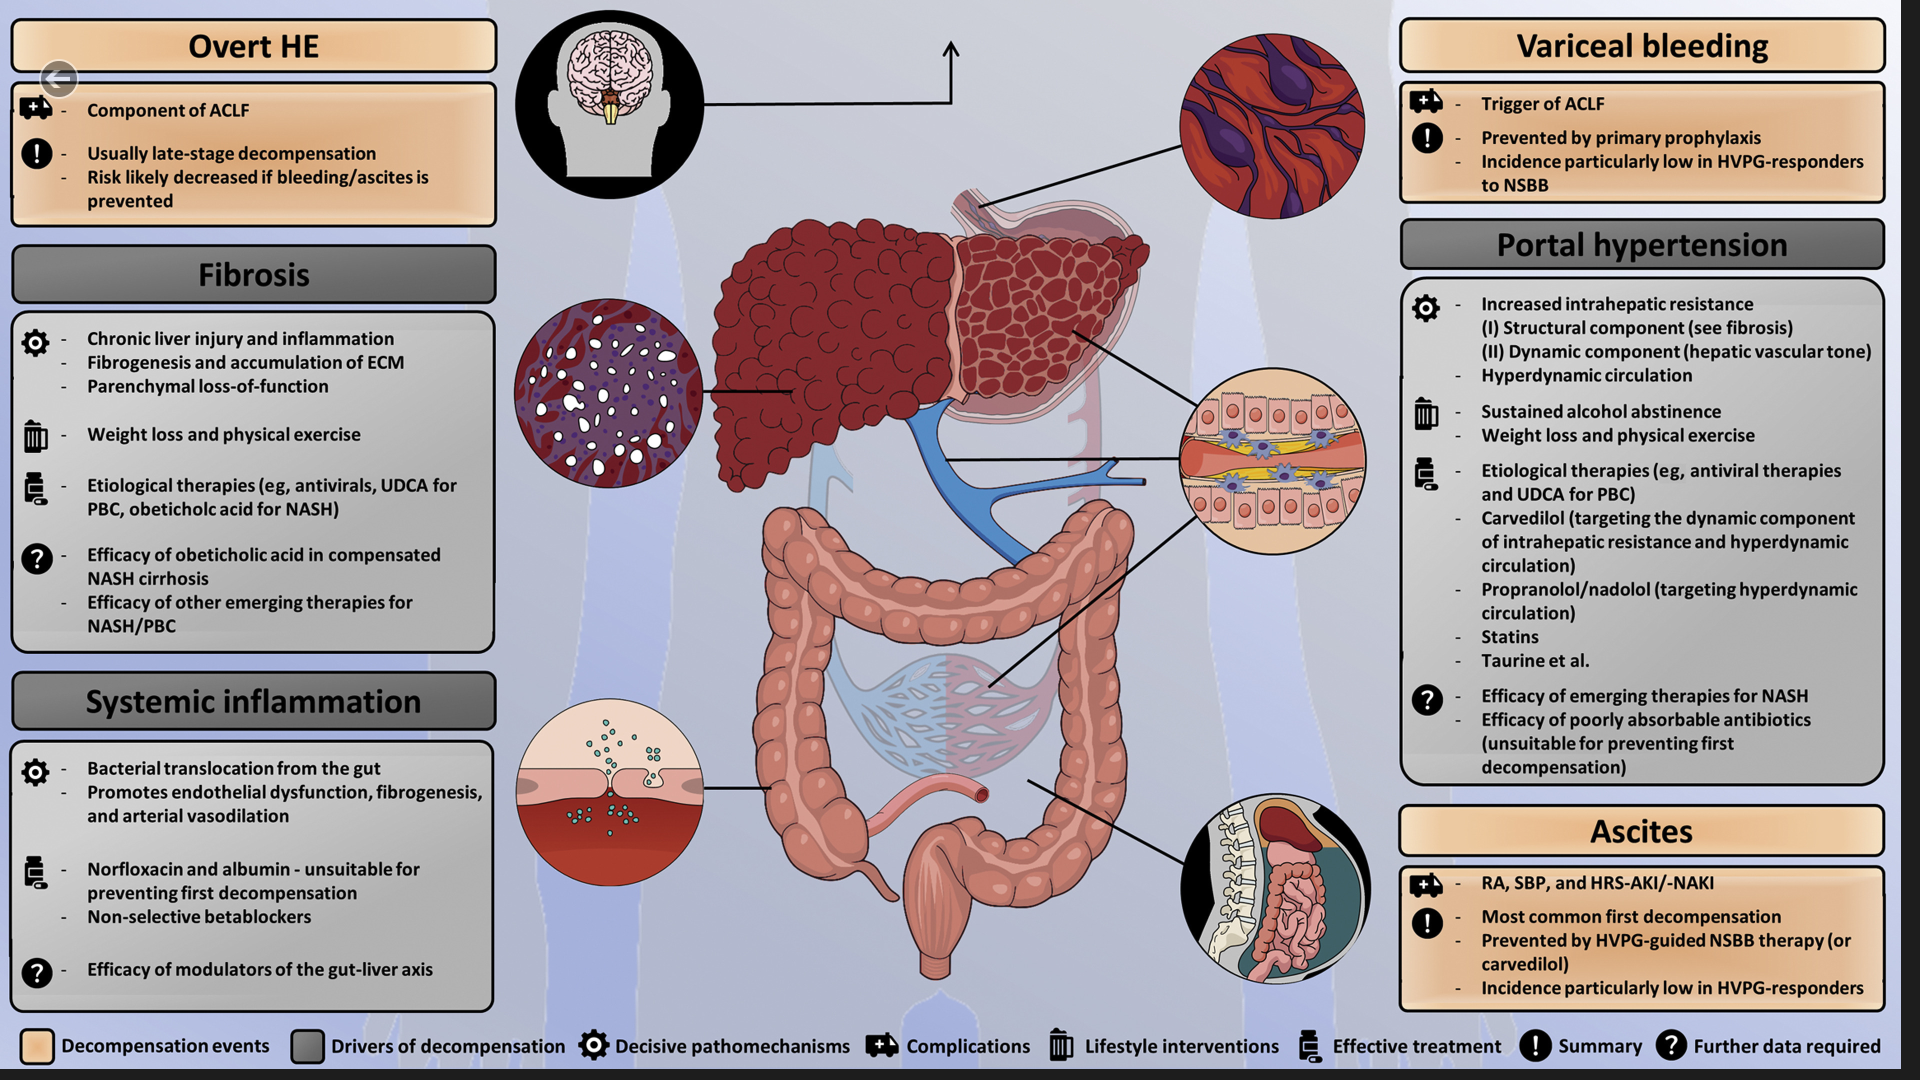 Overt HE
- Component of ACLF
- Usually late-stage decompensation
- Risk likely decreased if bleeding/ascites is
prevented
Fibrosis
- Chronic liver injury and inflammation
- Fibrogenesis and accumulation of ECM
- Parenchymal loss-of-function
- Weight loss and physical exercise
- Etiological therapies (eg, antivirals, UDCA for
PBC, obeticholc acid for NASH)
- Efficacy of obeticholic acid in compensated
NASH cirrhosis
- Efficacy of other emerging therapies for
NASH/PBC
Systemic inflammation
- Bacterial translocation from the gut
- Promotes endothelial dysfunction, fibrogenesis,
and arterial vasodilation
- Norfloxacin and albumin - unsuitable for
preventing first decompensation
- Non-selective betablockers
- Efficacy of modulators of the gut-liver axis
Variceal bleeding
- Trigger of ACLF
- Prevented by primary prophylaxis
- Incidence particularly low in HVPG-responders
to NSBB
Portal hypertension
- Increased intrahepatic resistance
(I) Structural component (see fibrosis)
(II) Dynamic component (hepatic vascular tone)
- Hyperdynamic circulation
- Sustained alcohol abstinence
- Weight loss and physical exercise
- Etiological therapies (eg, antiviral therapies
and UDCA for PBC)
- Carvedilol (targeting the dynamic component
of intrahepatic resistance and hyperdynamic
circulation)
- Propranolol/nadolol (targeting hyperdynamic
circulation)
- Statins
- Taurine et al.
- Efficacy of emerging therapies for NASH
- Efficacy of poorly absorbable antibiotics
(unsuitable for preventing first
decompensation)
Ascites
- RA, SBP, and HRS-AKI/-NAKI
- Most common first decompensation
- Prevented by HVPG-guided NSBB therapy (or
carvedilol)
- Incidence particularly low in HVPG-responders
Decompensation events Drivers of decompensation Decisive pathomechanisms Complications Lifestyle interventions Effective treatment Summary Further data required